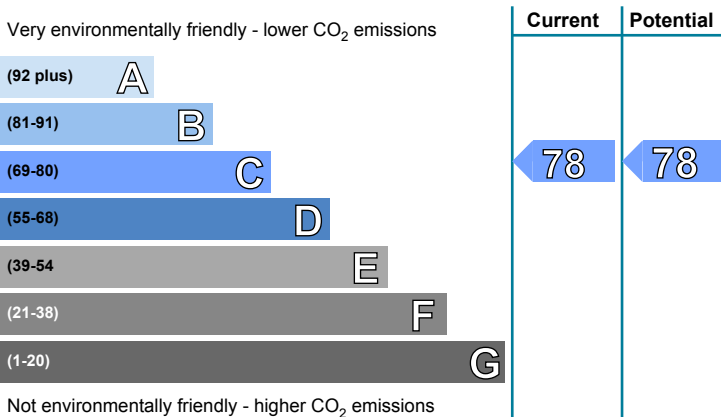 Very environmentally friendly - lower CO₂ emissions
Current Potential
(92 plus) A
(81-91) B
(69-80) C
78 78
(55-68) D
(39-54 E
(21-38) F
(1-20) G
Not environmentally friendly - higher CO₂ emissions